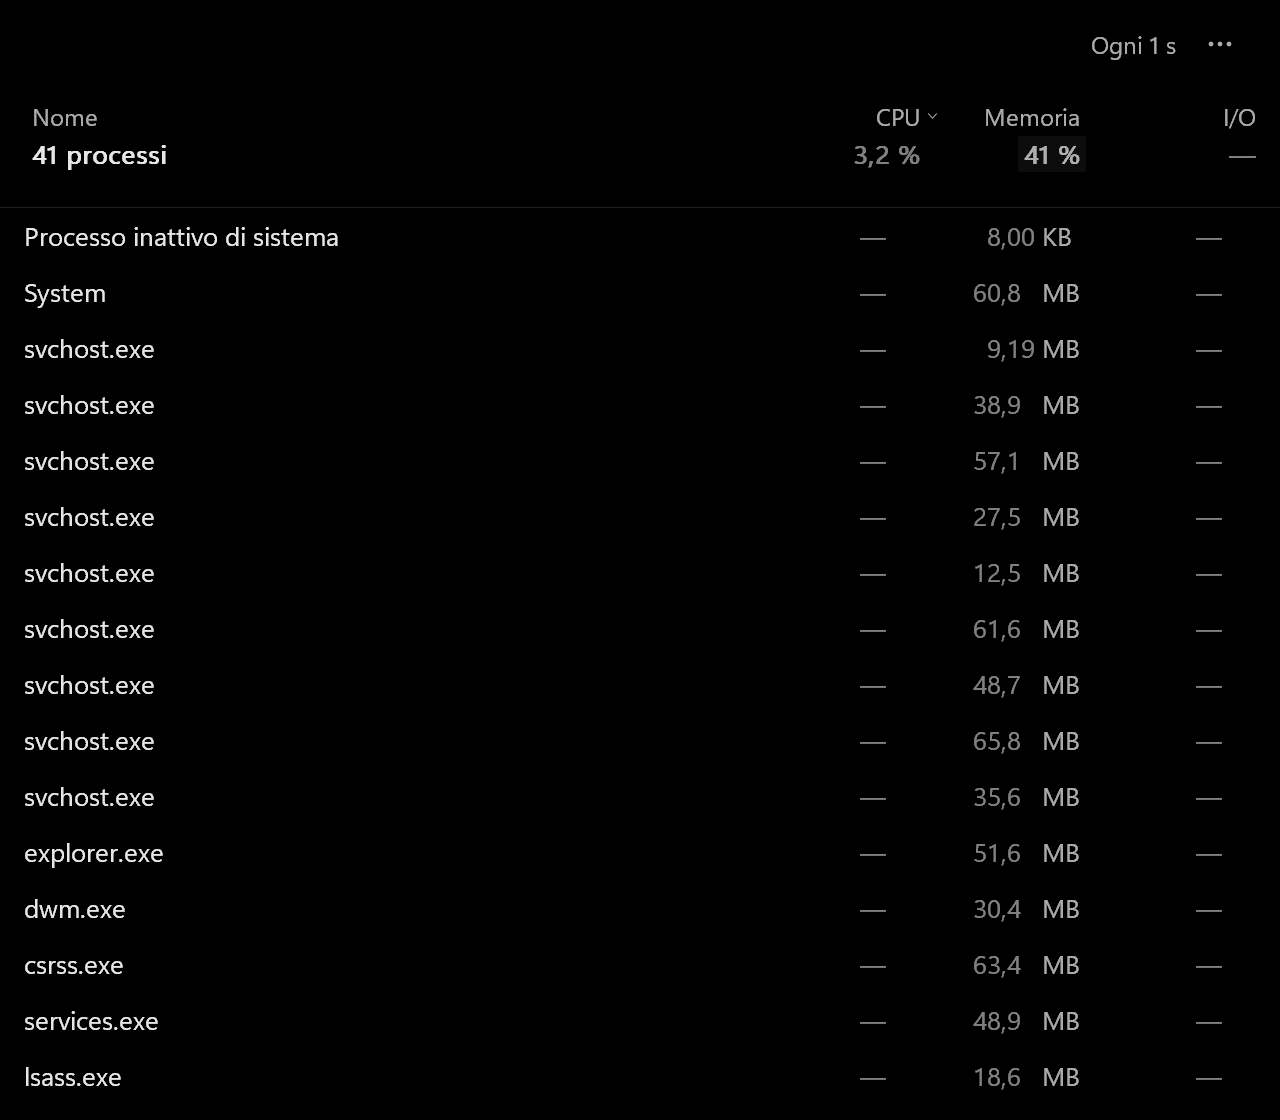 Ogni 1 s ···
Nome CPU Memoria I/O
41 processi 3,2 % 41 % —
Processo inattivo di sistema — 8,00 KB —
System — 60,8 MB —
svchost.exe — 9,19 MB —
svchost.exe — 38,9 MB —
svchost.exe — 57,1 MB —
svchost.exe — 27,5 MB —
svchost.exe — 12,5 MB —
svchost.exe — 61,6 MB —
svchost.exe — 48,7 MB —
svchost.exe — 65,8 MB —
svchost.exe — 35,6 MB —
explorer.exe — 51,6 MB —
dwm.exe — 30,4 MB —
csrss.exe — 63,4 MB —
services.exe — 48,9 MB —
lsass.exe — 18,6 MB —